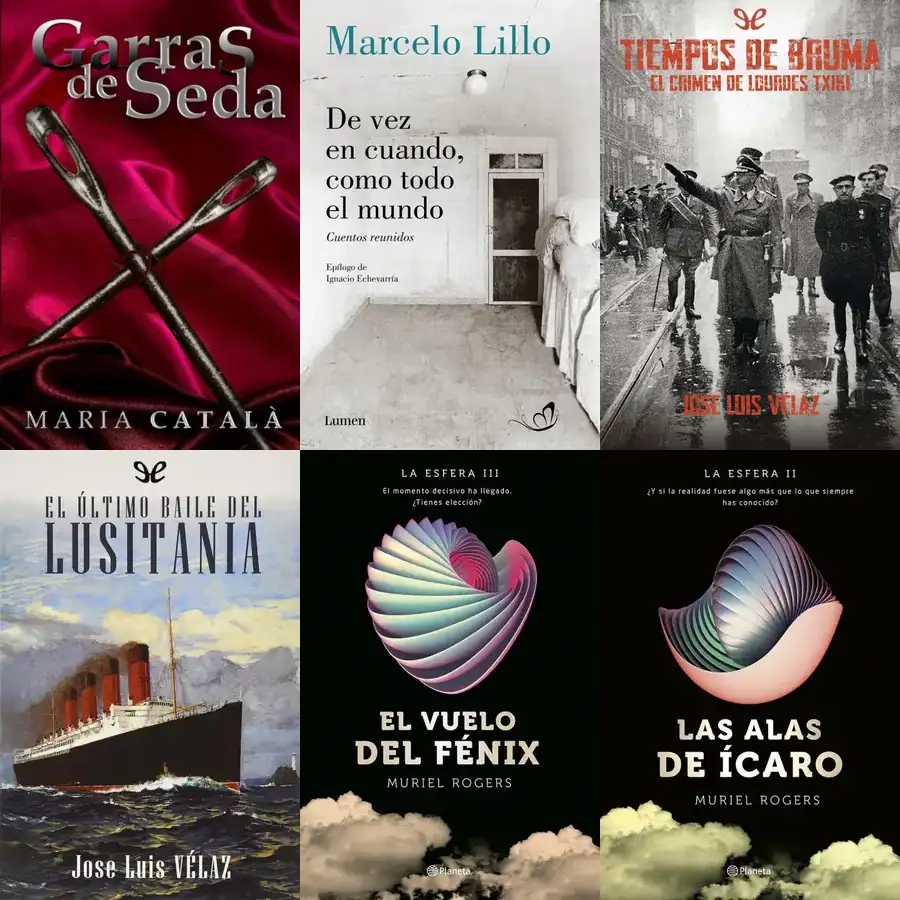 Garras
de Seda
MARIA CATALÀ
Marcelo Lillo
De vez
en cuando,
como todo
el mundo
Cuentos reunidos
Epílogo de
Ignacio Echevarría
Lumen
TIEMPOS DE BRUMA
EL CRIMEN DE LOURDES TXIKI
JOSE LUIS VÉLAZ
EL ÚLTIMO BAILE DEL
LUSITANIA
Jose Luis VÉLAZ
LA ESFERA III
El momento decisivo ha llegado.
¿Tienes elección?
EL VUELO
DEL FÉNIX
MURIEL ROGERS
Planeta
LA ESFERA II
¿Y si la realidad fuese algo más que lo que siempre
has conocido?
LAS ALAS
DE ÍCARO
MURIEL ROGERS
Planeta